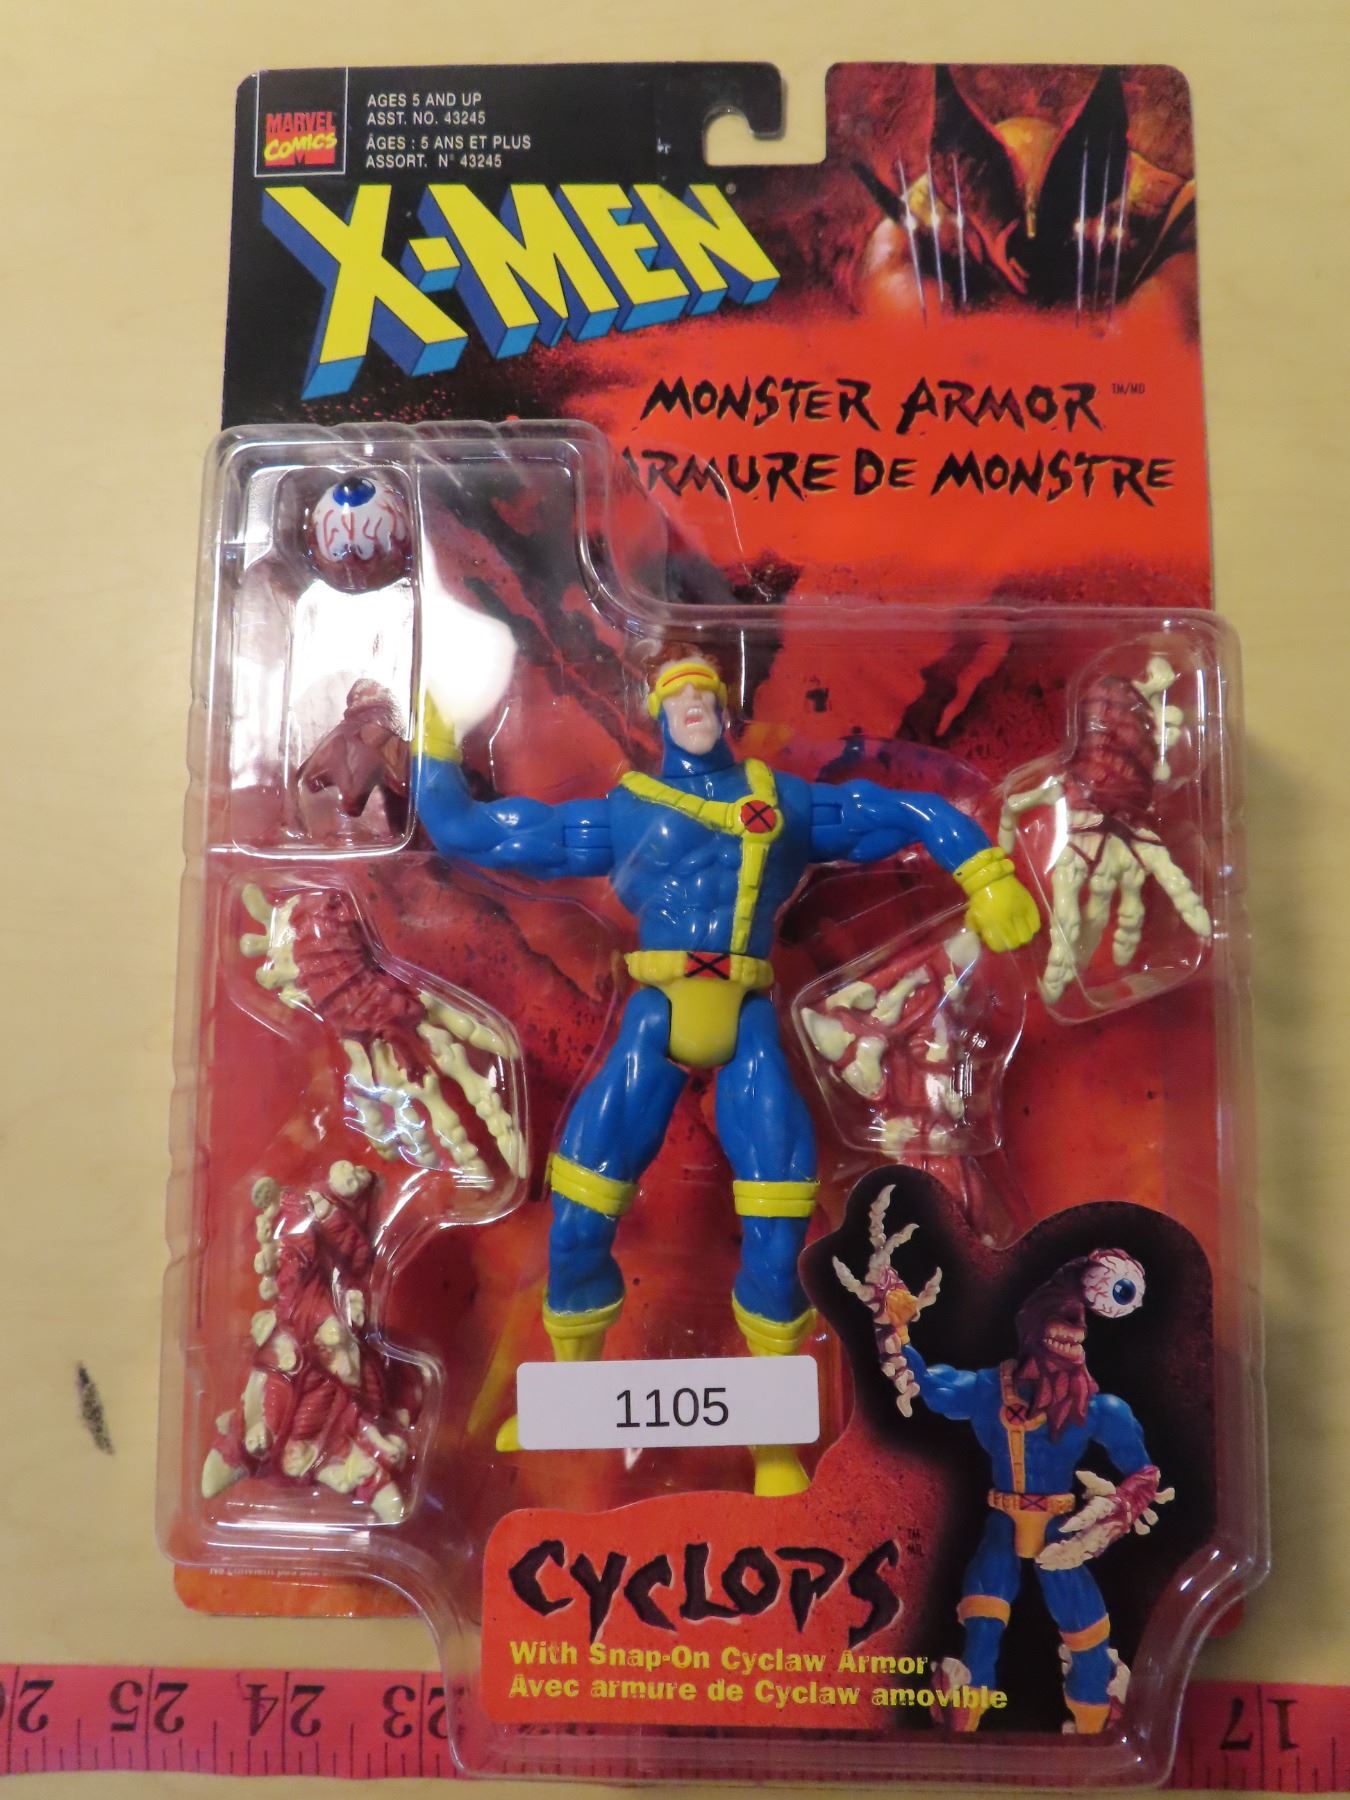 MARVEL
COMICS
AGES 5 AND UP
ASST. NO. 43245
ÂGES : 5 ANS ET PLUS
ASSORT. N° 43245
X-MEN®
MONSTER ARMOR TM/MD
ARMURE DE MONSTRE
1105
CYCLOPS
With Snap-On Cyclaw Armor
Avec armure de Cyclaw amovible
25 24 23 17